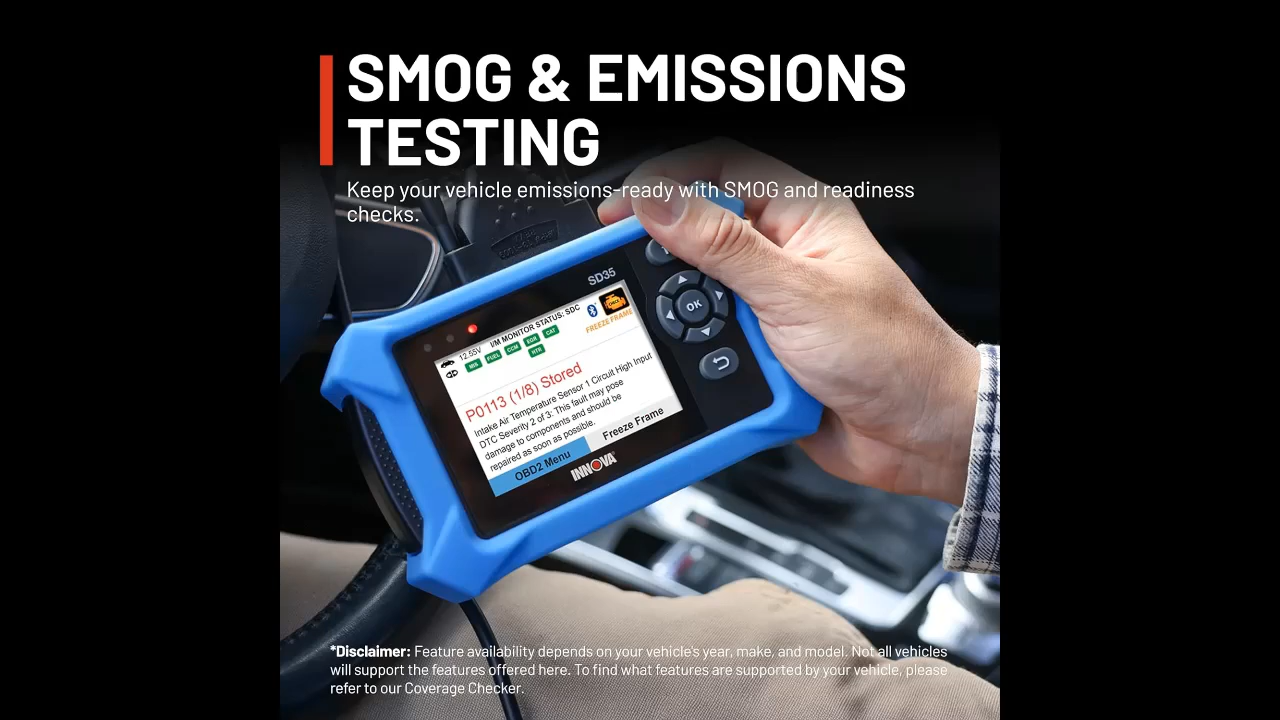 SMOG & EMISSIONS
TESTING
Keep your vehicle emissions-ready with SMOG and readiness
checks.
SD35
12.55V
I/M MONITOR STATUS: SDC
MIS FUEL CCM EGR CAT
HTR
FREEZE FRAME
P0113 (1/8) Stored
Intake Air Temperature Sensor 1 Circuit High Input
DTC Severity 2 of 3: This fault may pose
damage to components and should be
repaired as soon as possible.
OBD2 Menu Freeze Frame
INNOVA
OK
*Disclaimer: Feature availability depends on your vehicle's year, make, and model. Not all vehicles
will support the features offered here. To find what features are supported by your vehicle, please
refer to our Coverage Checker.